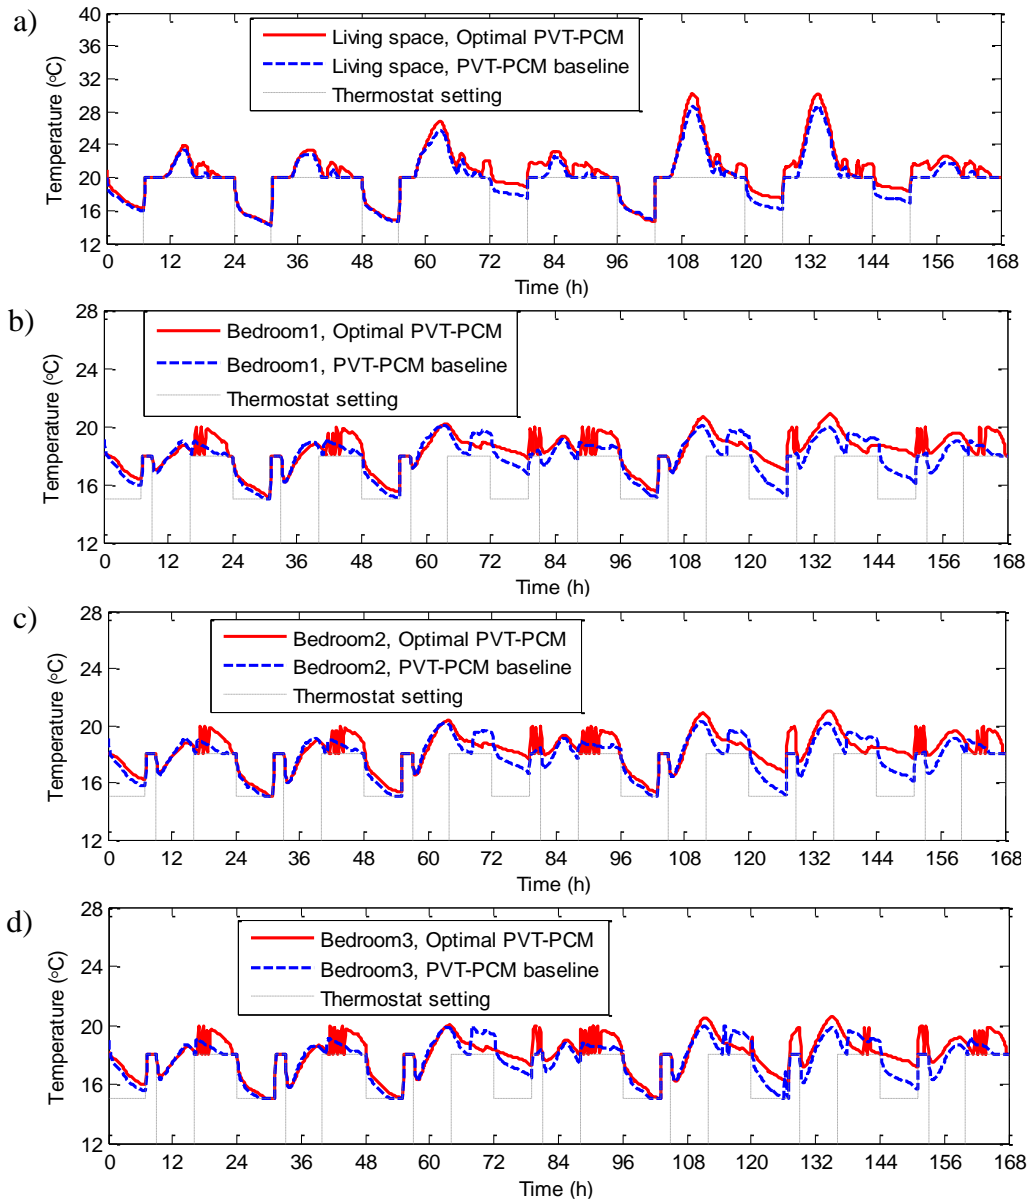 a)
Temperature (°C)
40
36
32
28
24
20
16
12
Living space, Optimal PVT-PCM
Living space, PVT-PCM baseline
Thermostat setting
0 12 24 36 48 60 72 84 96 108 120 132 144 156 168
Time (h)
b)
Temperature (°C)
28
24
20
16
12
Bedroom1, Optimal PVT-PCM
Bedroom1, PVT-PCM baseline
Thermostat setting
0 12 24 36 48 60 72 84 96 108 120 132 144 156 168
Time (h)
c)
Temperature (°C)
28
24
20
16
12
Bedroom2, Optimal PVT-PCM
Bedroom2, PVT-PCM baseline
Thermostat setting
0 12 24 36 48 60 72 84 96 108 120 132 144 156 168
Time (h)
d)
Temperature (°C)
28
24
20
16
12
Bedroom3, Optimal PVT-PCM
Bedroom3, PVT-PCM baseline
Thermostat setting
0 12 24 36 48 60 72 84 96 108 120 132 144 156 168
Time (h)